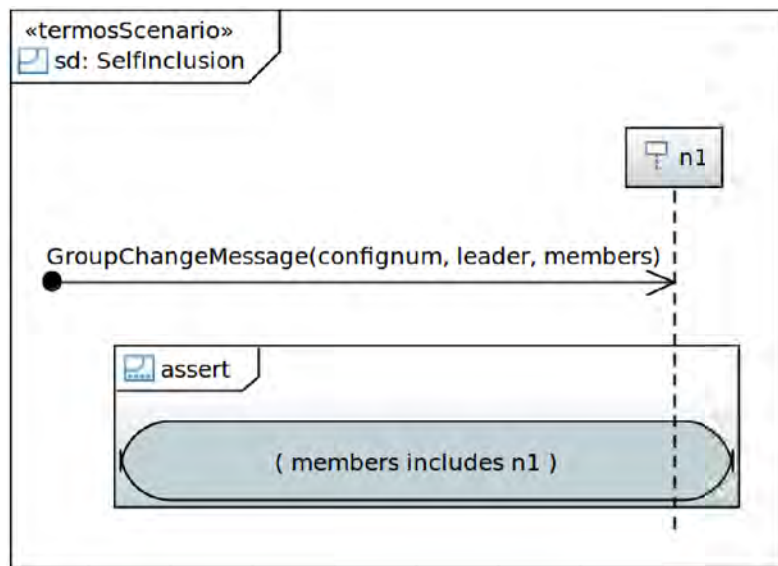 «termosScenario»
sd: SelfInclusion
n1
GroupChangeMessage(confignum, leader, members)
assert
( members includes n1 )